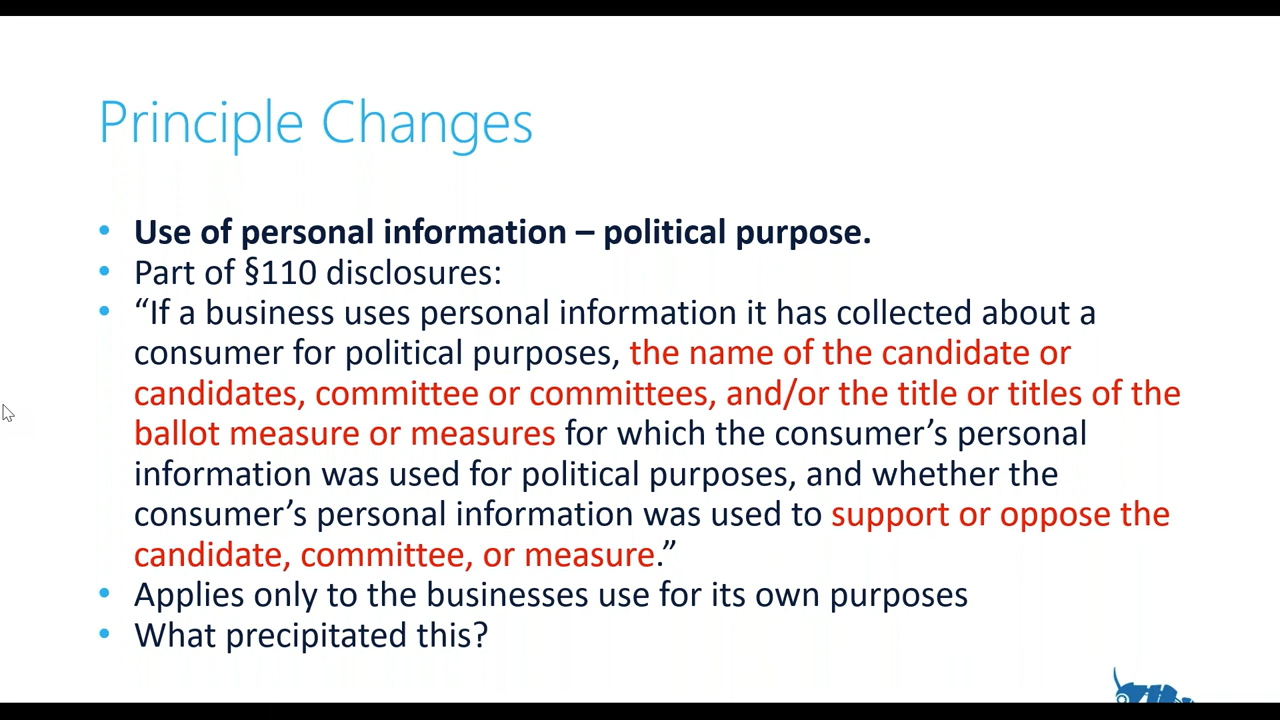 Principle Changes
• Use of personal information – political purpose.
• Part of §110 disclosures:
• “If a business uses personal information it has collected about a
consumer for political purposes, the name of the candidate or
candidates, committee or committees, and/or the title or titles of the
ballot measure or measures for which the consumer’s personal
information was used for political purposes, and whether the
consumer’s personal information was used to support or oppose the
candidate, committee, or measure.”
• Applies only to the businesses use for its own purposes
• What precipitated this?